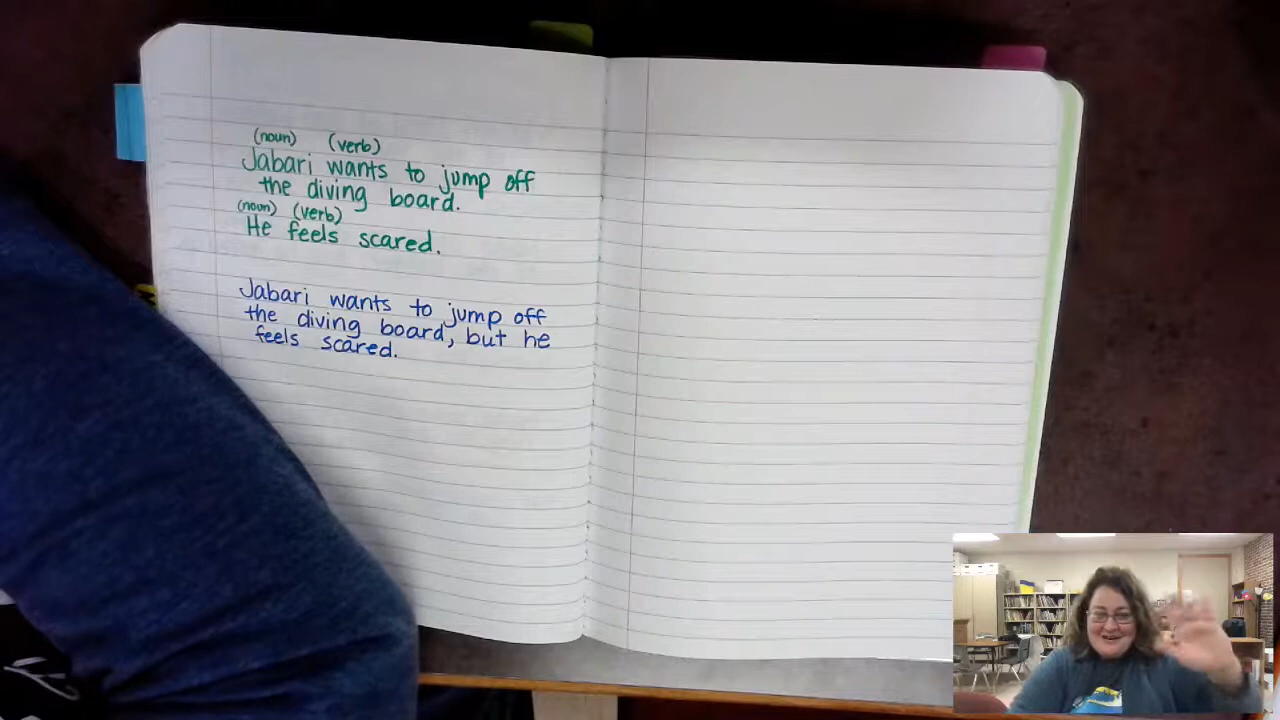 (noun) (verb)
Jabari wants to jump off
the diving board.
(noun) (verb)
He feels scared.
Jabari wants to jump off
the diving board, but he
feels scared.